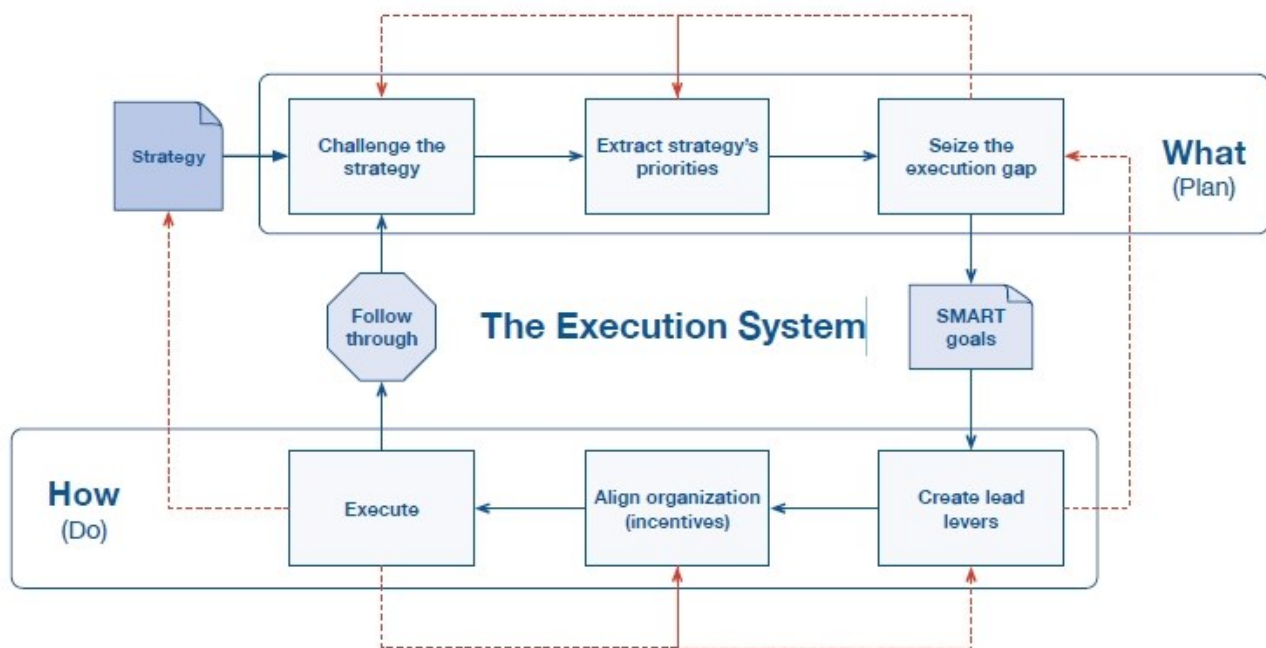 Strategy
Challenge the
strategy
Extract strategy's
priorities
Seize the
execution gap
What
(Plan)
Follow
through
The Execution System
SMART
goals
How
(Do)
Execute
Align organization
(incentives)
Create lead
levers